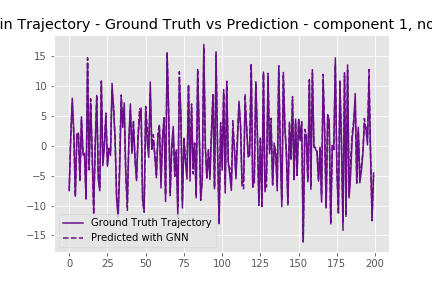 in Trajectory - Ground Truth vs Prediction - component 1, no
15
10
5
0
−5
−10
−15
Ground Truth Trajectory
Predicted with GNN
0 25 50 75 100 125 150 175 200